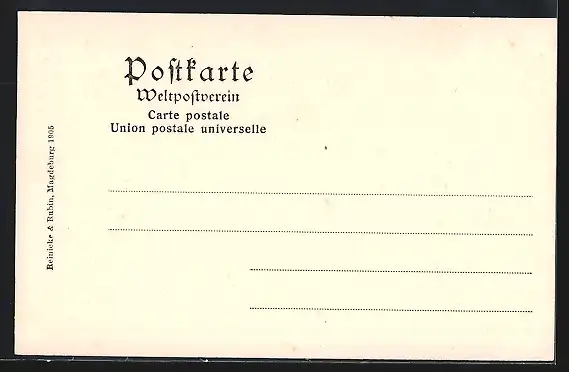 Postkarte
Weltpostverein
Carte postale
Union postale universelle
Reinicke & Rubin, Magdeburg 1905